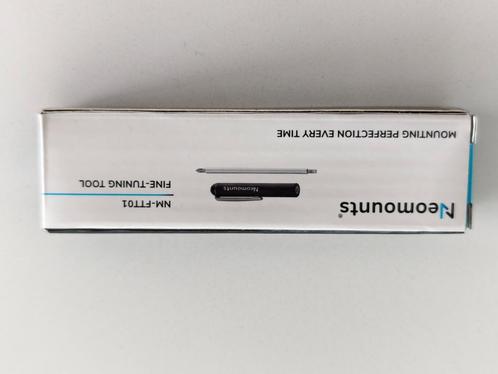 Neomounts®
MOUNTING PERFECTION EVERY TIME
Neomounts
NM-FTT01
FINE-TUNING TOOL